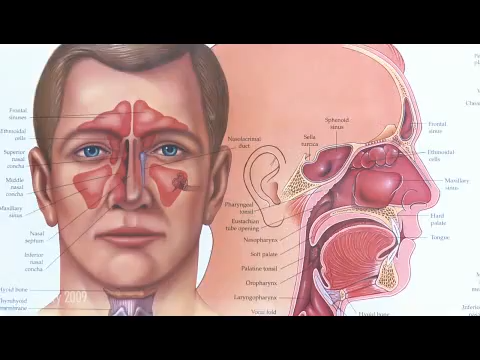 Frontal
sinuses
Ethmoidal
cells
Superior
nasal
concha
Middle
nasal
concha
Maxillary
sinus
Nasal
septum
Inferior
nasal
concha
Hyoid bone
Thyrohyoid
membrane
2009
Nasolacrimal
duct
Sphenoid
sinus
Sella
turcica
Pharyngeal
tonsil
Eustachian
tube opening
Nasopharynx
Soft palate
Palatine tonsil
Oropharynx
Laryngopharynx
Vocal fold
Frontal
sinus
Ethmoidal
cells
Maxillary
sinus
Hard
palate
Tongue
Hyoid bone